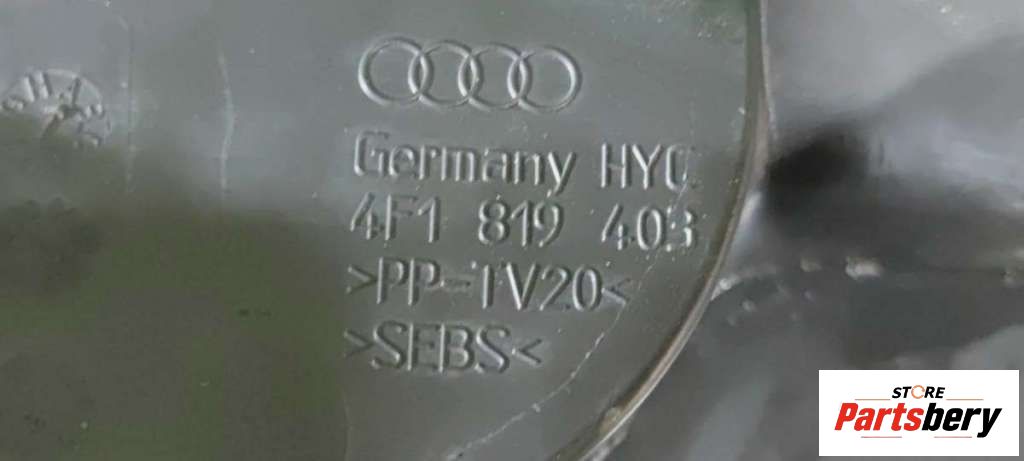 Germany HYC
4F1 819 403
>PP-TV20<
>SEBS<
STORE
Partsbery